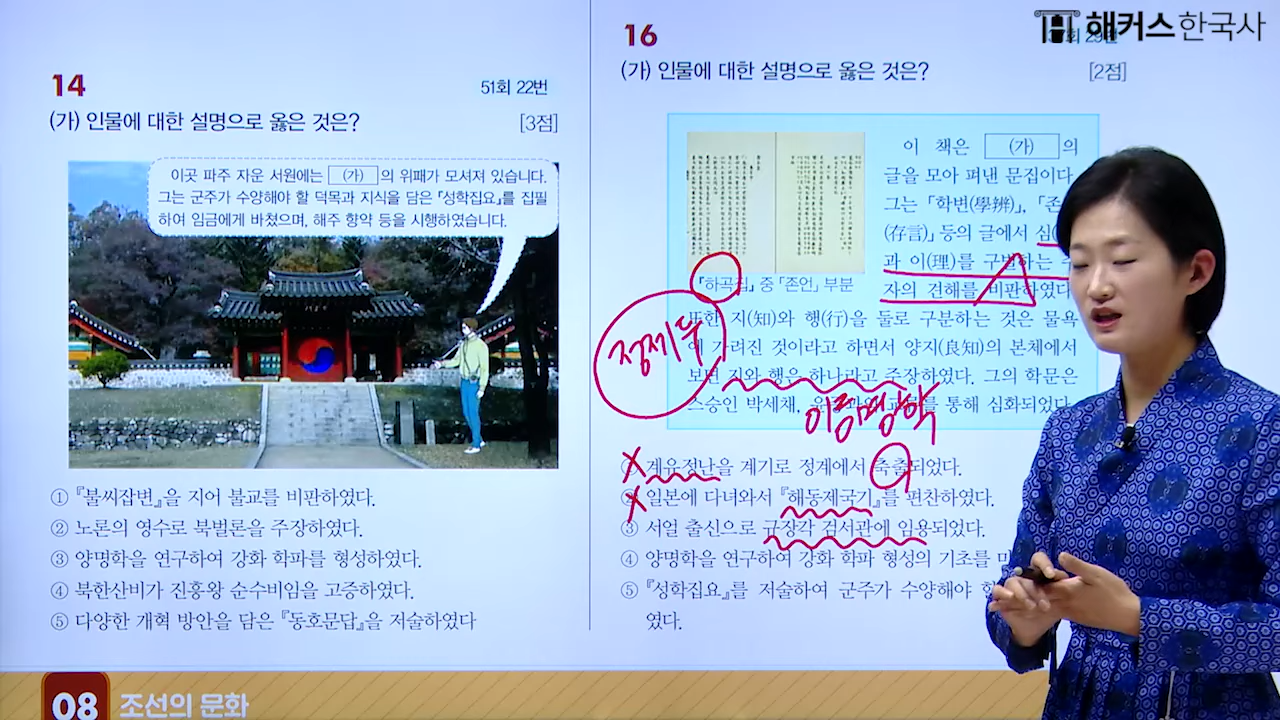 해커스한국사
14
51회 22번
(가) 인물에 대한 설명으로 옳은 것은?
[3점]
이곳 파주 자운 서원에는 (가) 의 위패가 모셔져 있습니다.
그는 군주가 수양해야 할 덕목과 지식을 담은 『성학집요』를 집필
하여 임금에게 바쳤으며, 해주 향약 등을 시행하였습니다.
① 『불씨잡변』을 지어 불교를 비판하였다.
② 노론의 영수로 북벌론을 주장하였다.
③ 양명학을 연구하여 강화 학파를 형성하였다.
④ 북한산비가 진흥왕 순수비임을 고증하였다.
⑤ 다양한 개혁 방안을 담은 『동호문답』을 저술하였다
16
29번
(가) 인물에 대한 설명으로 옳은 것은?
[2점]
이 책은 (가) 의
글을 모아 펴낸 문집이다.
그는 「학변(學辨)」, 「존
(存言)」 등의 글에서 심(
과 이(理)를 구별하는 주
자의 견해를 비판하였다
『하곡집』 중 「존언」 부분
또한 지(知)와 행(行)을 둘로 구분하는 것은 물욕
에 가려진 것이라고 하면서 양지(良知)의 본체에서
보면 지와 행은 하나라고 주장하였다. 그의 학문은
스승인 박세채, 를 통해 심화되었다.
정제두
양명학
① 계유정난을 계기로 정계에서 축출되었다.
② 일본에 다녀와서 『해동제국기』를 편찬하였다.
③ 서얼 출신으로 규장각 검서관에 임용되었다.
④ 양명학을 연구하여 강화 학파 형성의 기초를 마
⑤ 『성학집요』를 저술하여 군주가 수양해야 할
였다.
08 조선의 문화